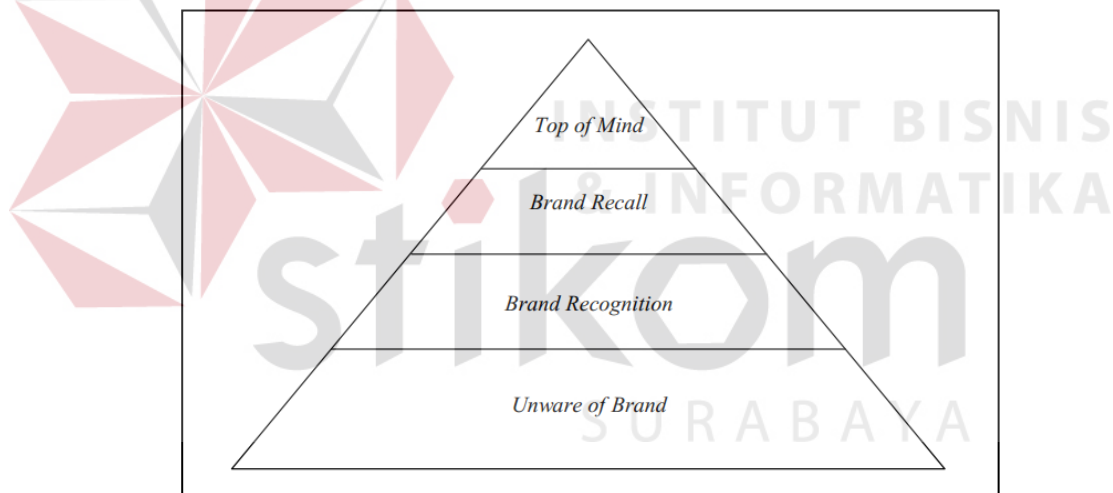 INSTITUT BISNIS
Top of Mind
& INFORMATIKA
Brand Recall
stikom
Brand Recognition
Unware of Brand
SURABAYA